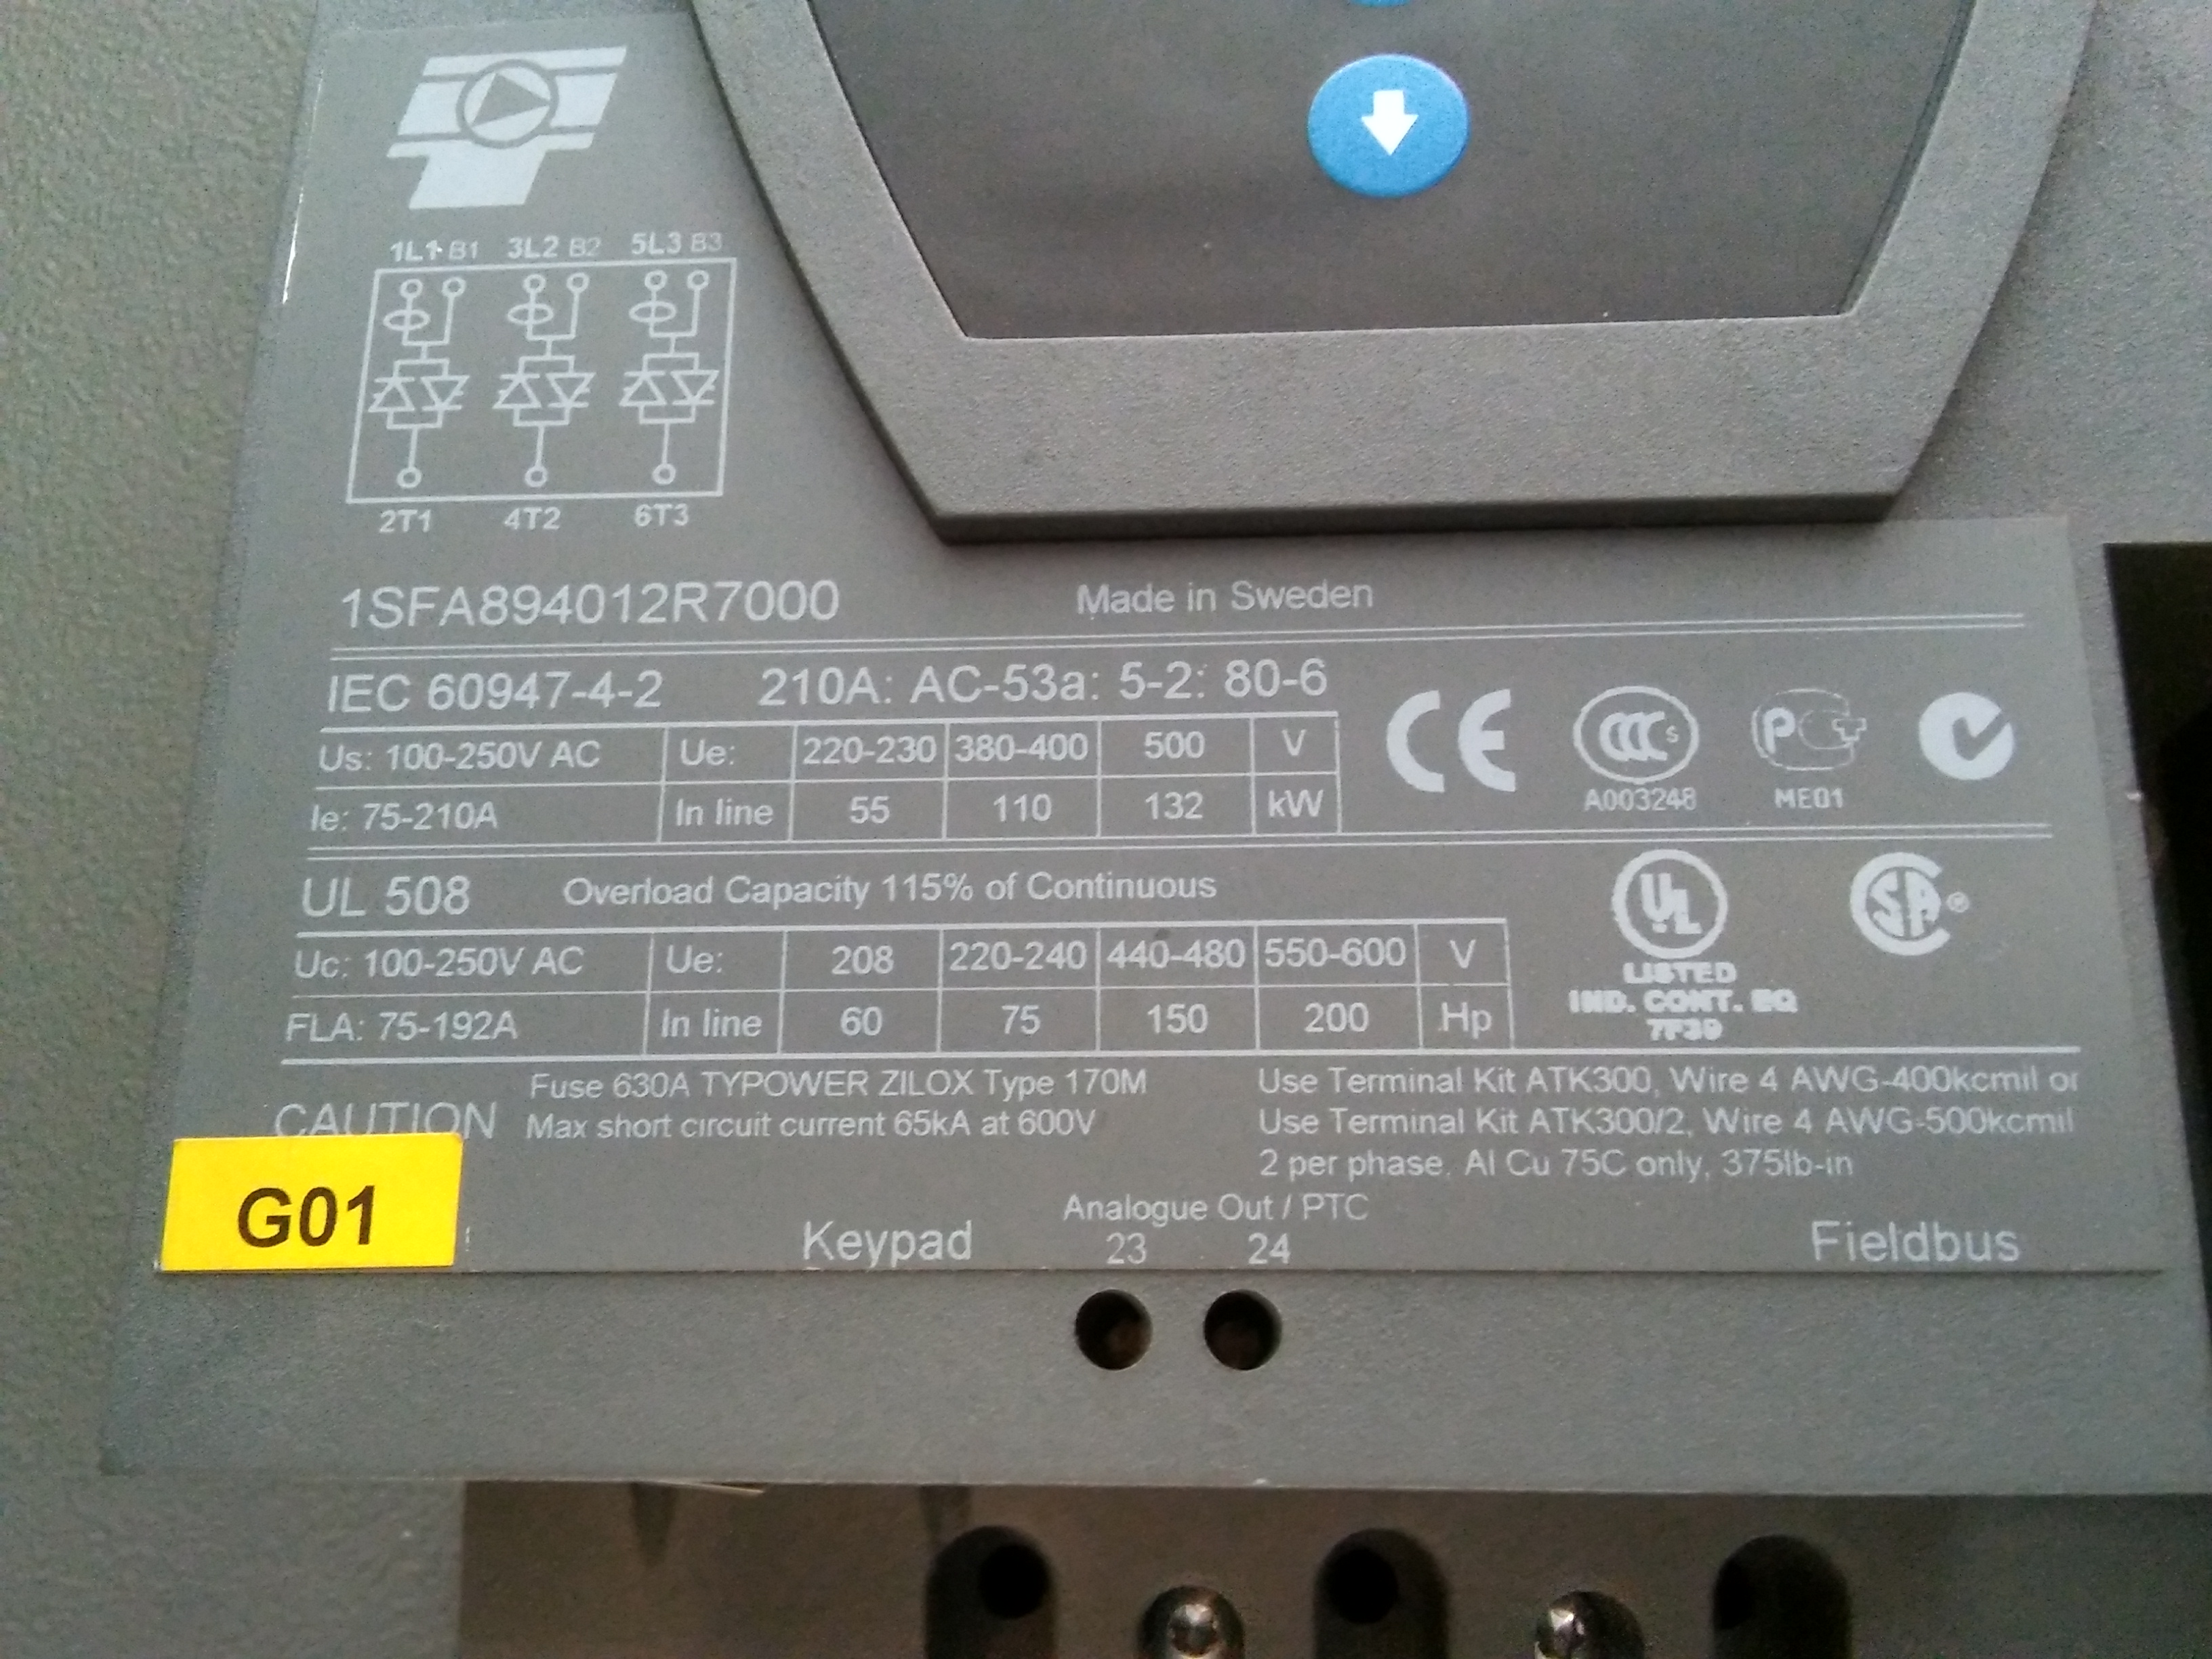 1L1 B1 3L2 B2 5L3 B3
2T1 4T2 6T3
1SFA894012R7000 Made in Sweden
IEC 60947-4-2 210A: AC-53a: 5-2: 80-6
Us: 100-250V AC Ue: 220-230 380-400 500 V
Ie: 75-210A In line 55 110 132 kW
CE
CCC S
A003248
PC
ME01
UL 508 Overload Capacity 115% of Continuous
Uc: 100-250V AC Ue: 208 220-240 440-480 550-600 V
FLA: 75-192A In line 60 75 150 200 Hp
UL
LISTED
IND. CONT. EQ
7F39
SA ®
CAUTION
Fuse 630A TYPOWER ZILOX Type 170M
Max short circuit current 65kA at 600V
Use Terminal Kit ATK300, Wire 4 AWG-400kcmil or
Use Terminal Kit ATK300/2, Wire 4 AWG-500kcmil
2 per phase. Al Cu 75C only, 375lb-in
G01
Keypad
Analogue Out / PTC
23 24
Fieldbus